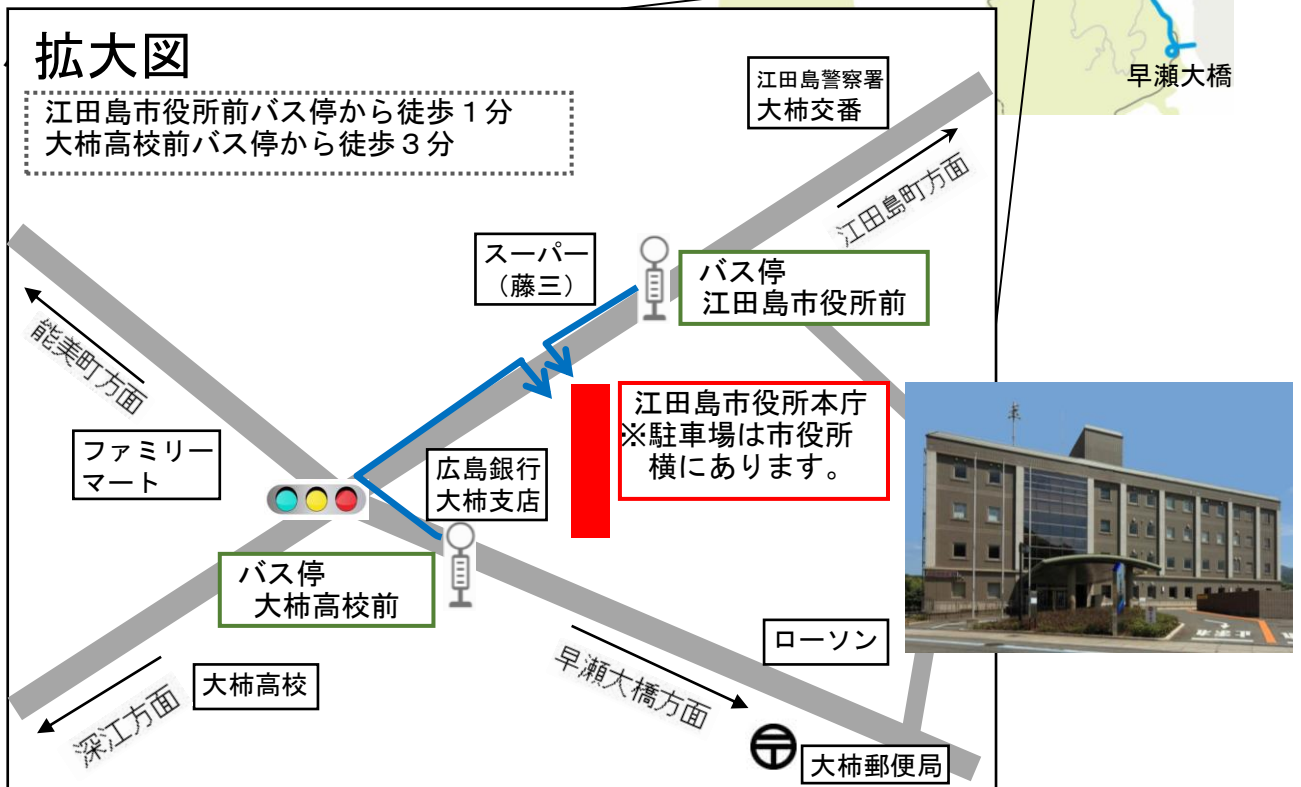 拡大図
江田島市役所前バス停から徒歩１分
大柿高校前バス停から徒歩３分
早瀬大橋
江田島警察署
大柿交番
江田島町方面
スーパー
（藤三）
バス停
江田島市役所前
能美町方面
江田島市役所本庁
※駐車場は市役所
横にあります。
ファミリー
マート
広島銀行
大柿支店
バス停
大柿高校前
ローソン
早瀬大橋方面
大柿高校
深江方面
大柿郵便局